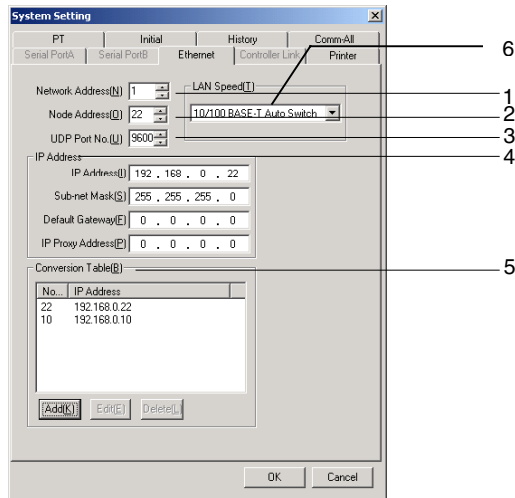 System Setting
PT Initial History Comm-All
Serial PortA Serial PortB Ethernet Controller Link Printer
6
Network Address(N) 1
LAN Speed(T)
1
Node Address(O) 22
10/100 BASE-T Auto Switch
2
UDP Port No.(U) 9600
3
IP Address
4
IP Address(I) 192 . 168 . 0 . 22
Sub-net Mask(S) 255 . 255 . 255 . 0
Default Gateway(F) 0 . 0 . 0 . 0
IP Proxy Address(P) 0 . 0 . 0 . 0
Conversion Table(B)
5
No... IP Address
22 192.168.0.22
10 192.168.0.10
Add(K) Edit(E) Delete(L)
OK Cancel